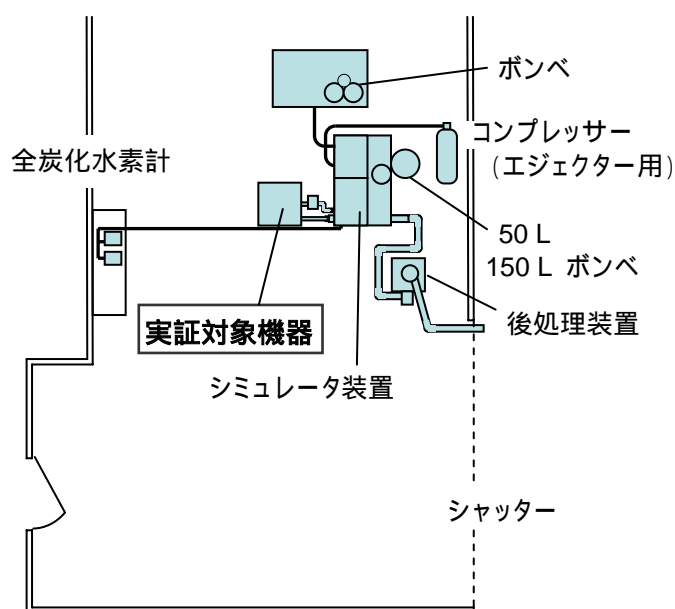 ボンベ
コンプレッサー
(エジェクター用)
全炭化水素計
50 L
150 L ボンベ
後処理装置
実証対象機器
シミュレータ装置
シャッター